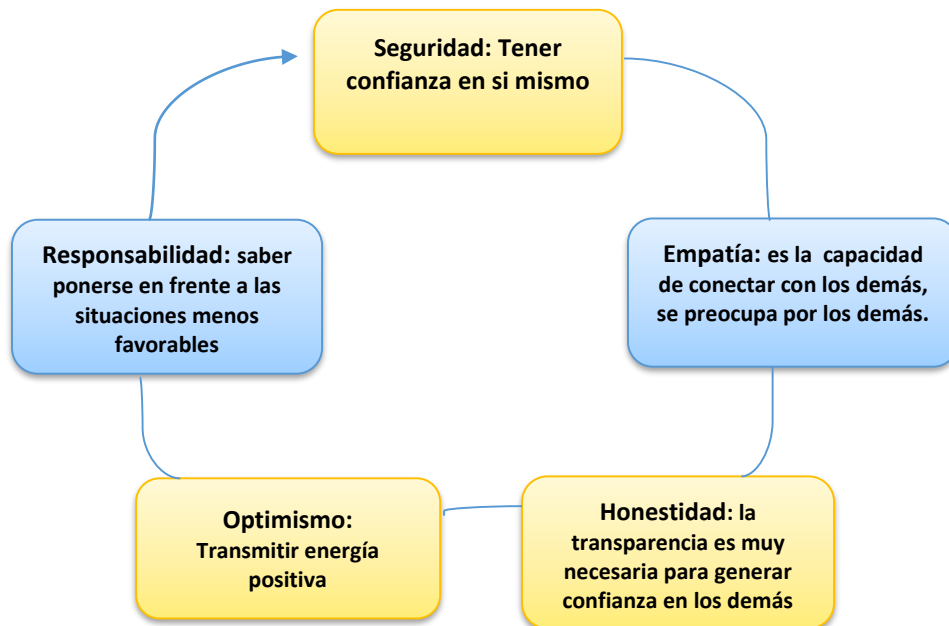 Seguridad: Tener
confianza en si mismo
Responsabilidad: saber
ponerse en frente a las
situaciones menos
favorables
Empatía: es la capacidad
de conectar con los demás,
se preocupa por los demás.
Optimismo:
Transmitir energía
positiva
Honestidad: la
transparencia es muy
necesaria para generar
confianza en los demás